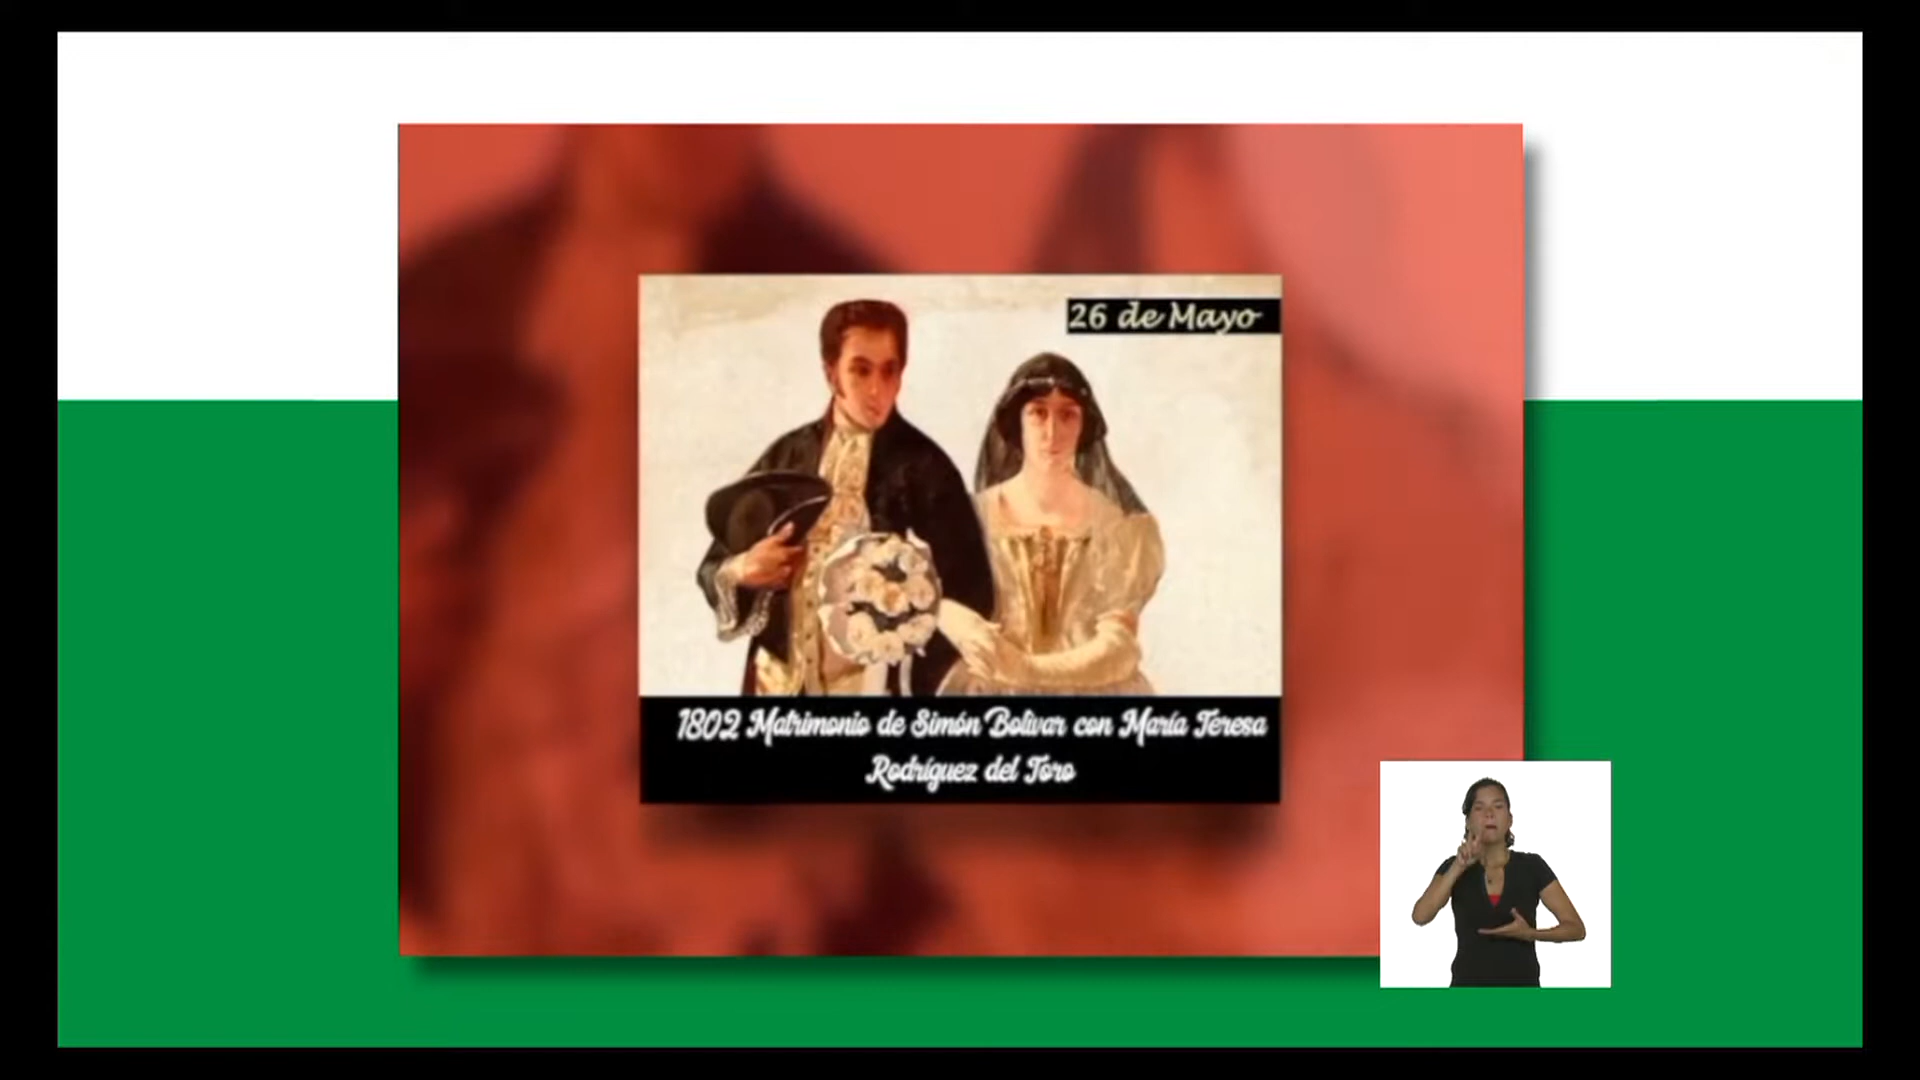 26 de Mayo
1802 Matrimonio de Simón Bolívar con María Teresa
Rodríguez del Toro